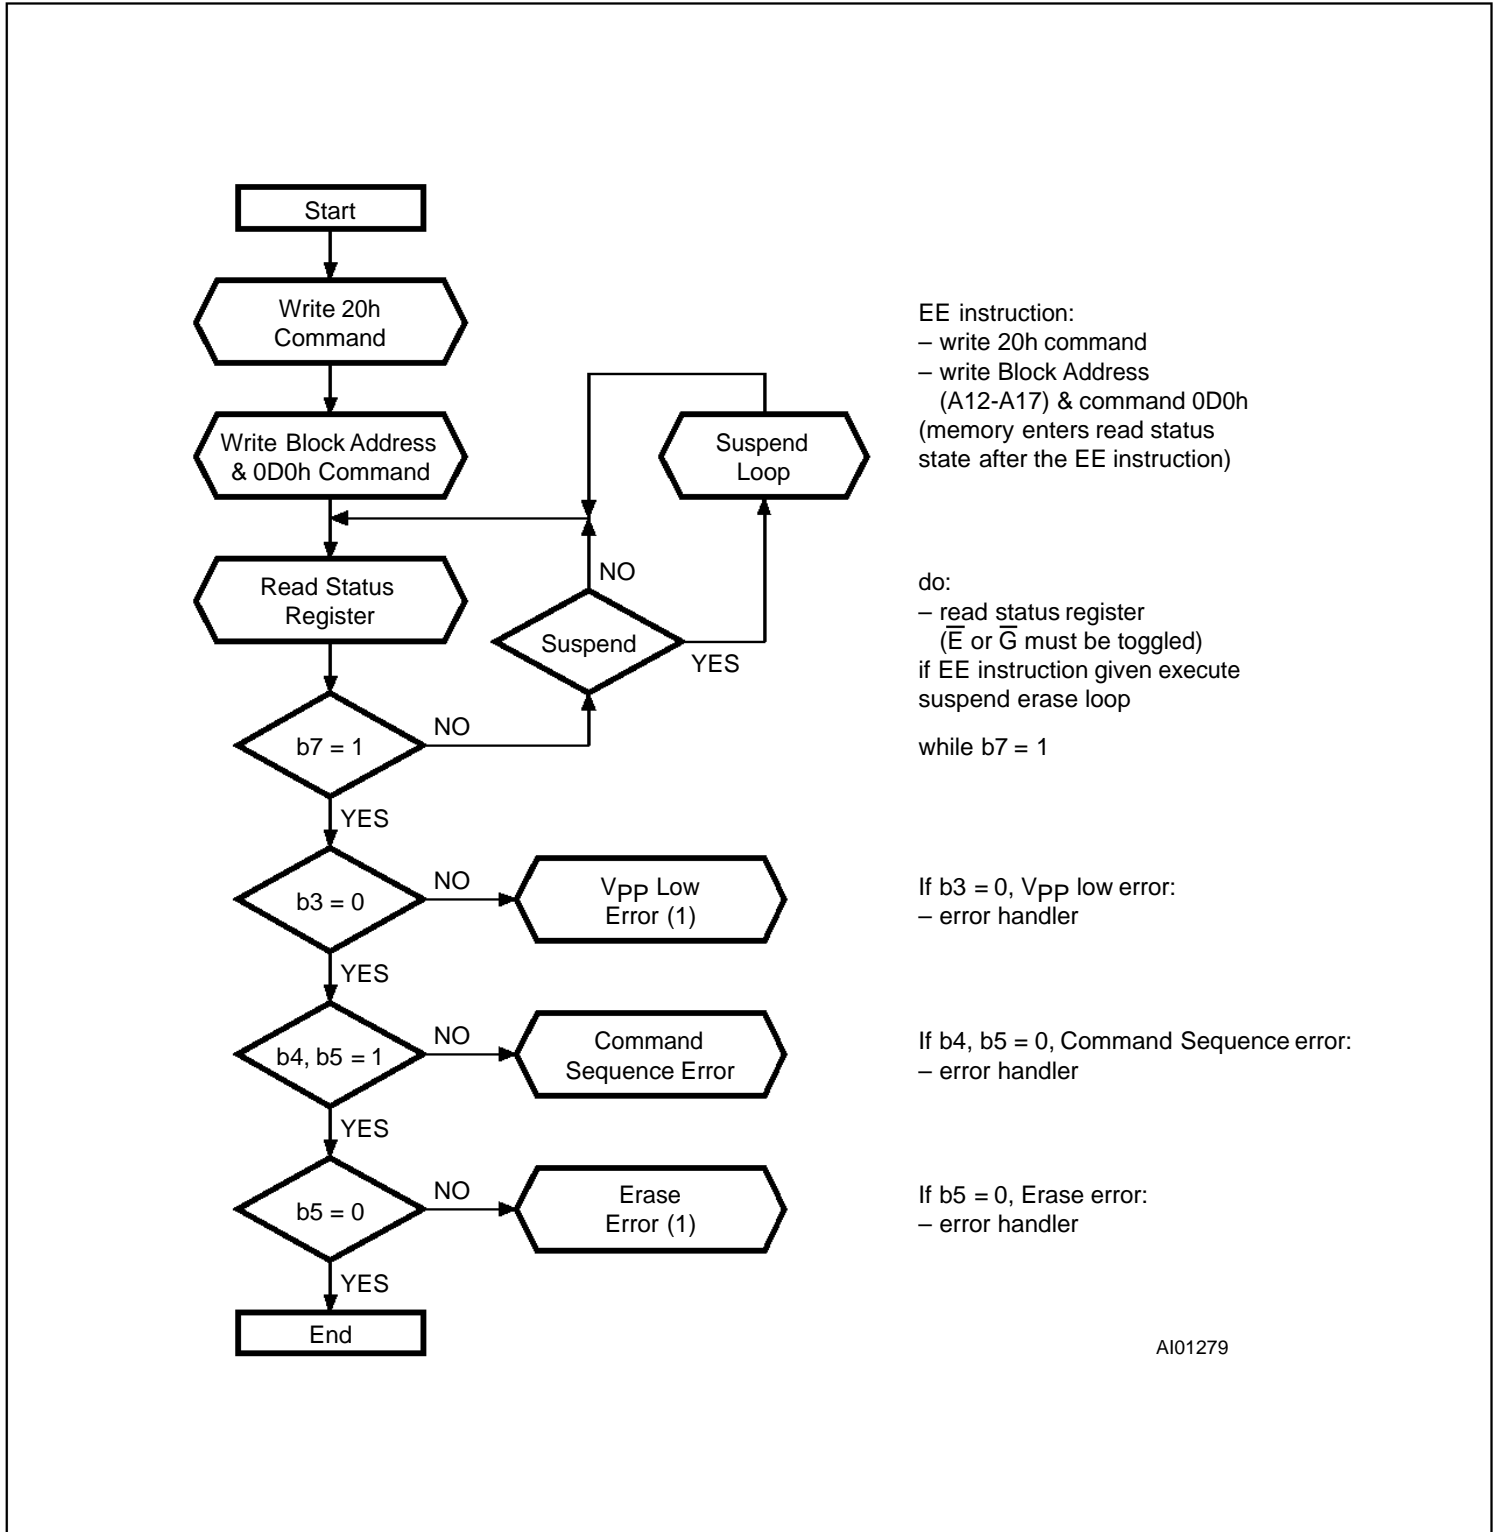 Start
Write 20h
Command
Write Block Address
& 0D0h Command
Read Status
Register
b7 = 1
NO
YES
Suspend
NO
YES
Suspend
Loop
b3 = 0
NO
YES
VPP Low
Error (1)
b4, b5 = 1
NO
YES
Command
Sequence Error
b5 = 0
NO
YES
Erase
Error (1)
End
EE instruction:
– write 20h command
– write Block Address
(A12-A17) & command 0D0h
(memory enters read status
state after the EE instruction)
do:
– read status register
(E̅ or G̅ must be toggled)
if EE instruction given execute
suspend erase loop
while b7 = 1
If b3 = 0, VPP low error:
– error handler
If b4, b5 = 0, Command Sequence error:
– error handler
If b5 = 0, Erase error:
– error handler
AI01279